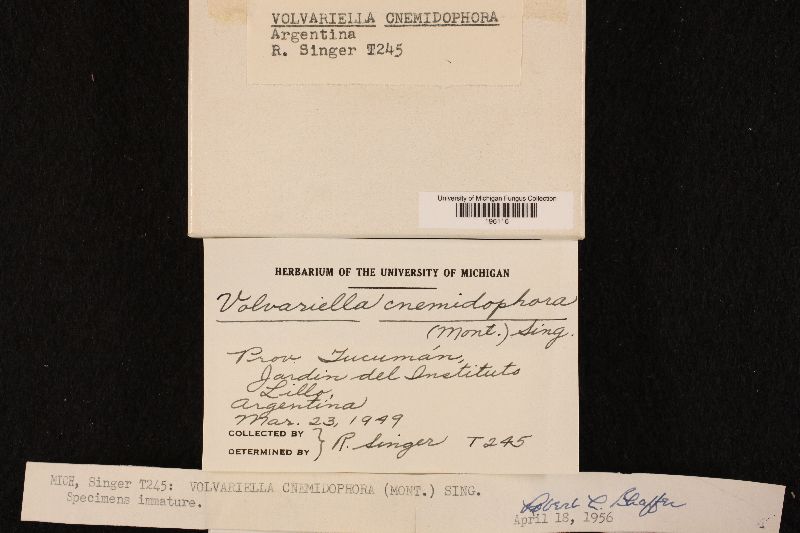 VOLVARIELLA CNEMIDOPHORA
Argentina
R. Singer T245
University of Michigan Fungus Collection
HERBARIUM OF THE UNIVERSITY OF MICHIGAN
Volvariella cnemidophora
(Mont.) Sing.
Prov Tucumán,
Jardin del Instituto
Lillo,
Argentina
Mar. 23, 1949
COLLECTED BY
DETERMINED BY } R. Singer T245
MICH, Singer T245: VOLVARIELLA CNEMIDOPHORA (MONT.) SING.
Specimens immature.
Robert L. Shaffer
April 18, 1956